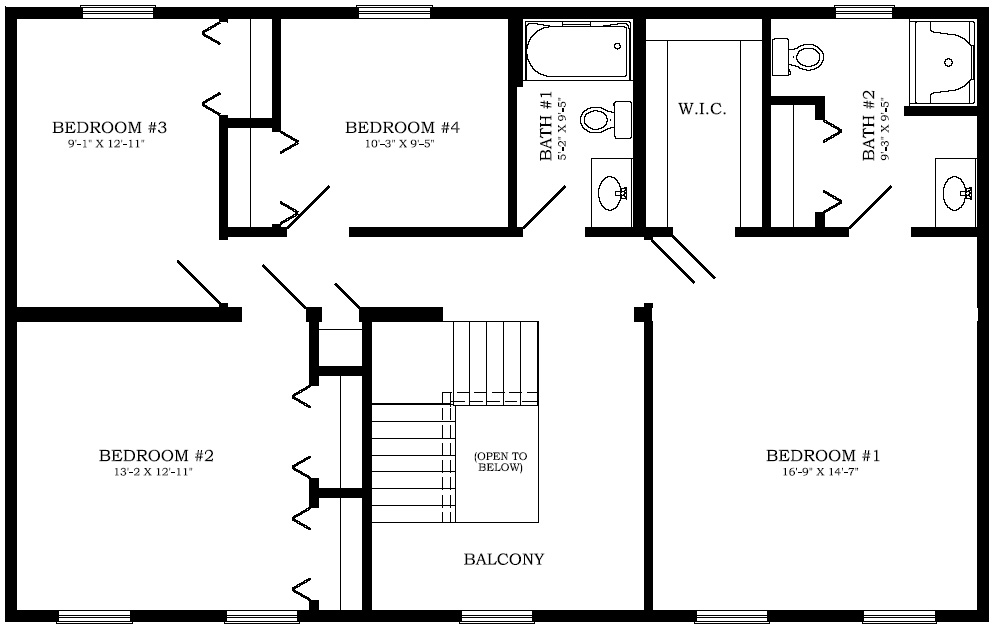 BEDROOM #3
9'-1" X 12'-11"
BEDROOM #4
10'-3" X 9'-5"
BATH #1
5'-2" X 9'-5"
W.I.C.
BATH #2
9'-3" X 9'-5"
BEDROOM #2
13'-2 X 12'-11"
(OPEN TO
BELOW)
BALCONY
BEDROOM #1
16'-9" X 14'-7"